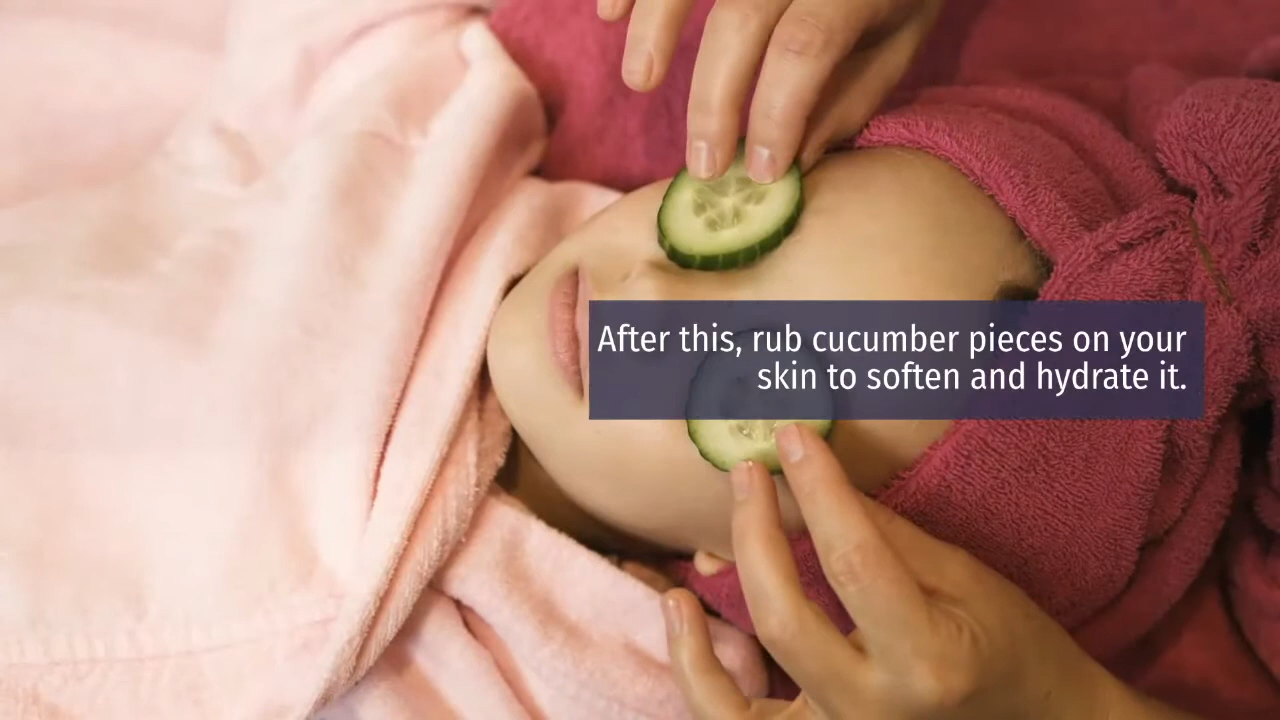 After this, rub cucumber pieces on your
skin to soften and hydrate it.